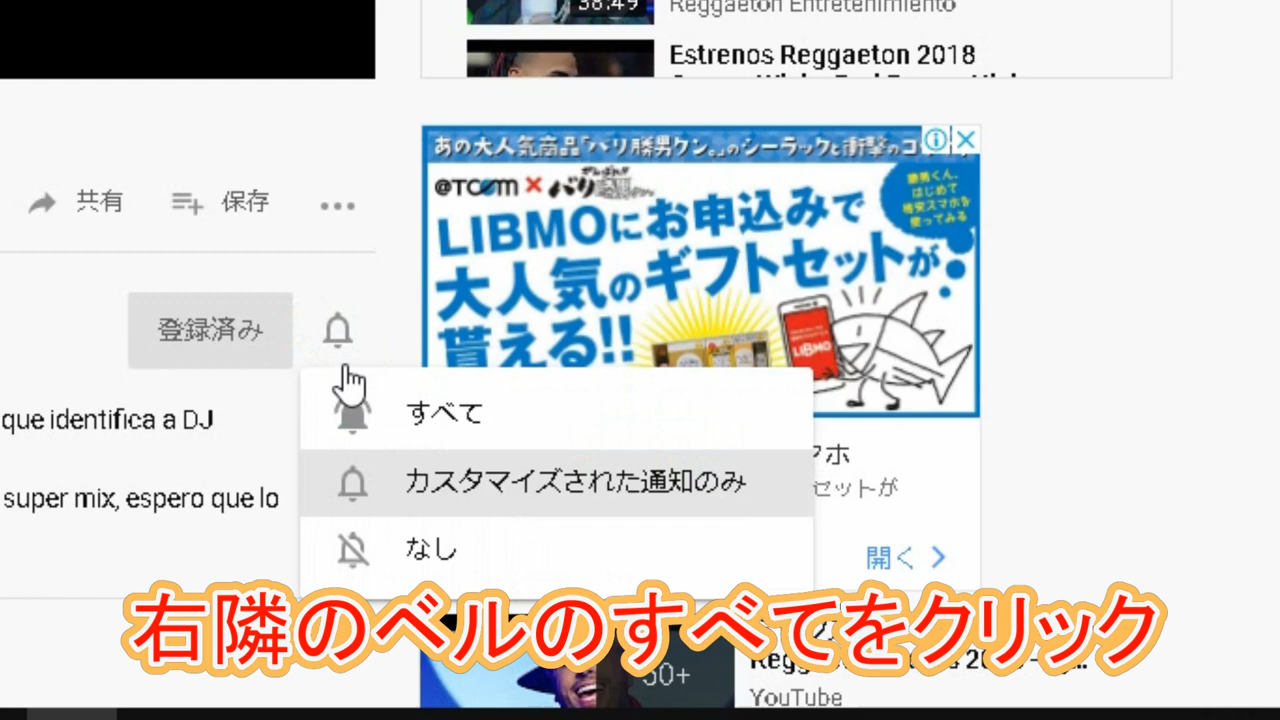 38:49
Reggaeton Entretenimiento
Estrenos Reggaeton 2018
共有
保存
あの大人気商品「バリ勝男クン。」のシーラックと衝撃のコ
@TCOM × バリ
勝男くん、
はじめて
格安スマホを
使ってみる
LIBMOにお申込みで
大人気のギフトセットが
貰える!!
LIBMO
登録済み
que identifica a DJ
super mix, espero que lo
すべて
カスタマイズされた通知のみ
なし
マホ
セットが
開く
右隣のベルのすべてをクリック
50+
YouTube